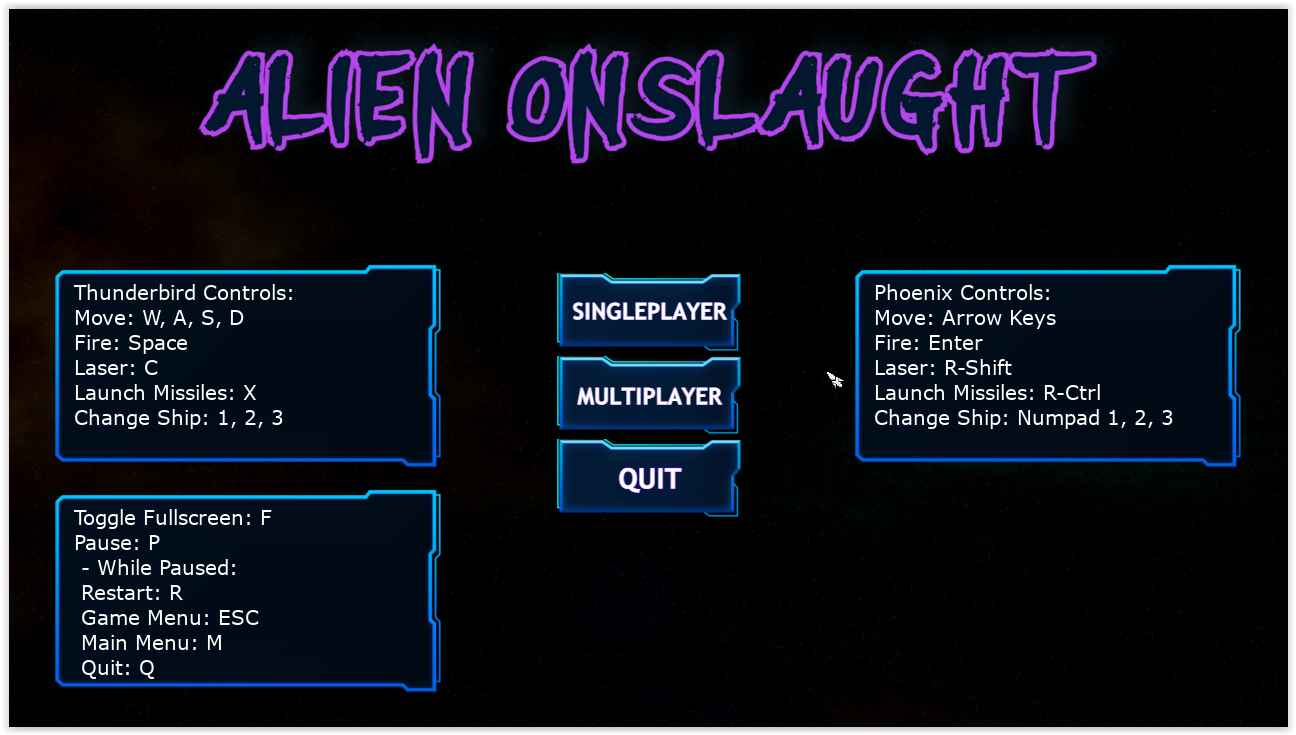 ALIEN ONSLAUGHT
Thunderbird Controls:
Move: W, A, S, D
Fire: Space
Laser: C
Launch Missiles: X
Change Ship: 1, 2, 3
Toggle Fullscreen: F
Pause: P
- While Paused:
Restart: R
Game Menu: ESC
Main Menu: M
Quit: Q
SINGLEPLAYER
MULTIPLAYER
QUIT
Phoenix Controls:
Move: Arrow Keys
Fire: Enter
Laser: R-Shift
Launch Missiles: R-Ctrl
Change Ship: Numpad 1, 2, 3